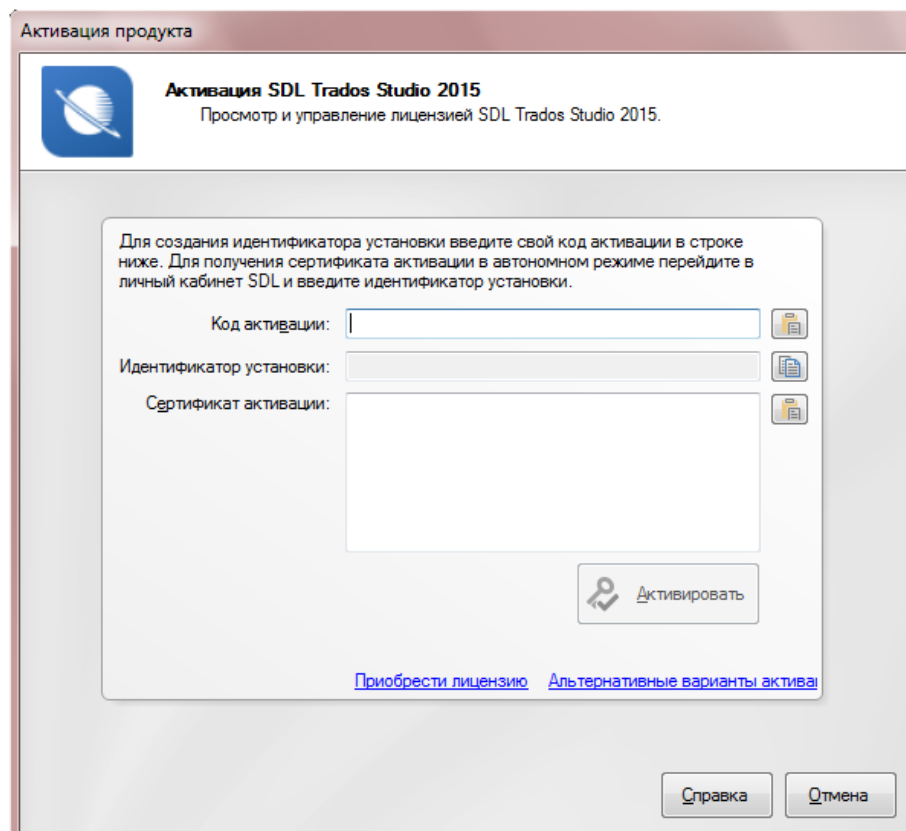 Активация продукта
Активация SDL Trados Studio 2015
Просмотр и управление лицензией SDL Trados Studio 2015.
Для создания идентификатора установки введите свой код активации в строке
ниже. Для получения сертификата активации в автономном режиме перейдите в
личный кабинет SDL и введите идентификатор установки.
Код активации:
Идентификатор установки:
Сертификат активации:
Активировать
Приобрести лицензию Альтернативные варианты актива
Справка Отмена